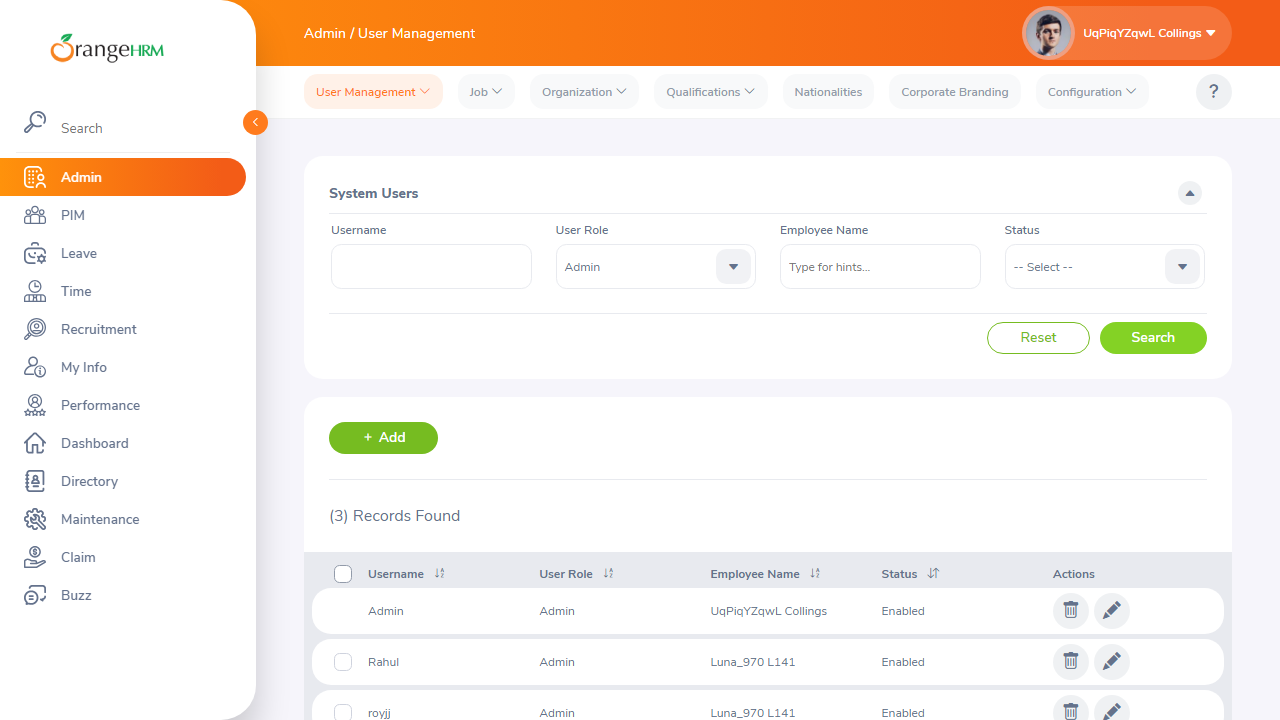 OrangeHRM
Search
Admin
PIM
Leave
Time
Recruitment
My Info
Performance
Dashboard
Directory
Maintenance
Claim
Buzz
Admin / User Management
UqPiqYZqwL Collings
User Management
Job
Organization
Qualifications
Nationalities
Corporate Branding
Configuration
?
System Users
Username
User Role
Employee Name
Status
Admin
Type for hints...
-- Select --
Reset
Search
+ Add
(3) Records Found
Username
User Role
Employee Name
Status
Actions
Admin
Admin
UqPiqYZqwL Collings
Enabled
Rahul
Admin
Luna_970 L141
Enabled
royjj
Admin
Luna_970 L141
Enabled